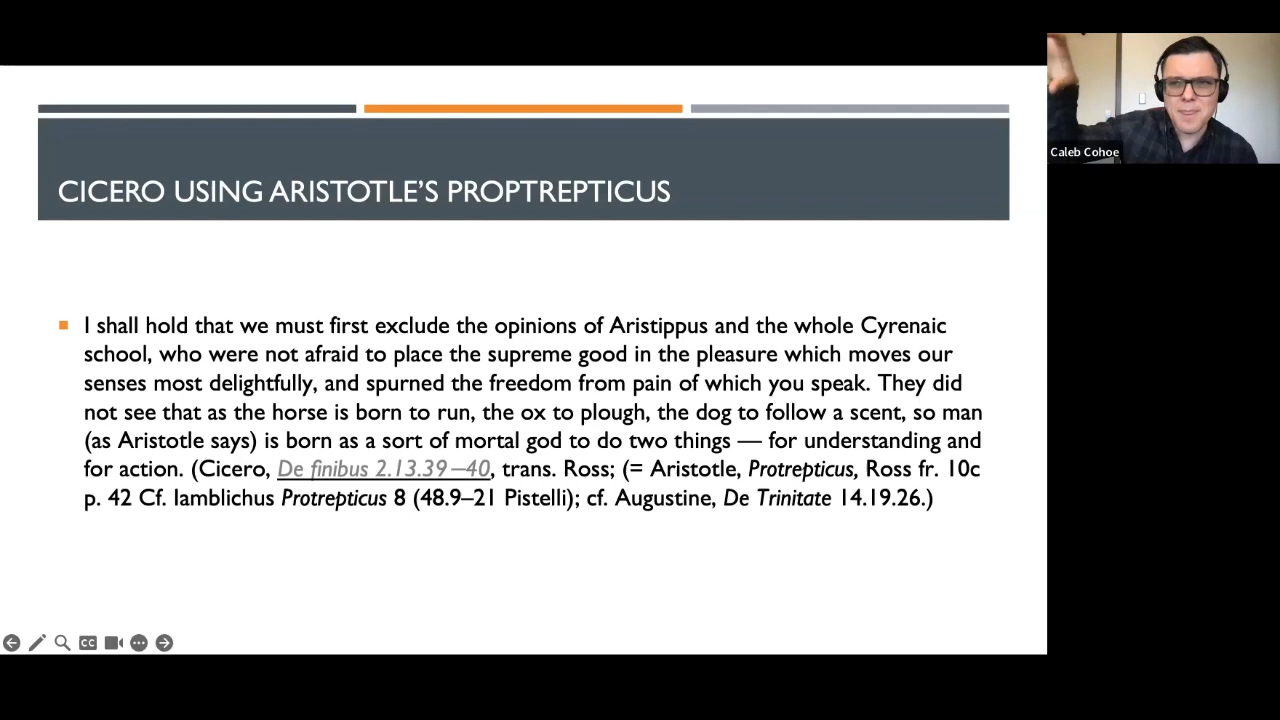 CICERO USING ARISTOTLE'S PROPTREPTICUS
I shall hold that we must first exclude the opinions of Aristippus and the whole Cyrenaic
school, who were not afraid to place the supreme good in the pleasure which moves our
senses most delightfully, and spurned the freedom from pain of which you speak. They did
not see that as the horse is born to run, the ox to plough, the dog to follow a scent, so man
(as Aristotle says) is born as a sort of mortal god to do two things — for understanding and
for action. (Cicero, De finibus 2.13.39–40, trans. Ross; (= Aristotle, Protrepticus, Ross fr. 10c
p. 42 Cf. Iamblichus Protrepticus 8 (48.9–21 Pistelli); cf. Augustine, De Trinitate 14.19.26.)
Caleb Cohoe
CC